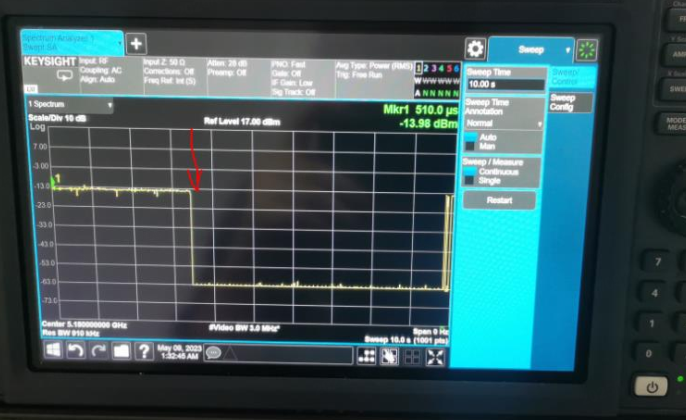 Spectrum Analyzer 1
Swept SA
+
Sweep
KEYSIGHT
Input: RF
Coupling: AC
Align: Auto
Input Z: 50 Ω
Corrections: Off
Freq Ref: Int (S)
Atten: 28 dB
Preamp: Off
PNO: Fast
Gate: Off
IF Gain: Low
Sig Track: Off
Avg Type: Power (RMS)
Trig: Free Run
1 2 3 4 5 6
W W W W W W
A N N N N N
1 Spectrum
Scale/Div 10 dB
Ref Level 17.00 dBm
Mkr1 510.0 µs
-13.98 dBm
Log
7.00
-3.00
-13.0
-23.0
-33.0
-43.0
-53.0
-63.0
-73.0
1
Center 5.180000000 GHz
Res BW 910 kHz
#Video BW 3.0 MHz*
Span 0 Hz
Sweep 10.0 s (1001 pts)
May 09, 2023
1:32:45 AM
?
Sweep Time
10.00 s
Sweep Time
Annotation
Normal
Auto
Man
Sweep / Measure
Continuous
Single
Restart
Sweep/
Control
Sweep
Config
7
4
1
0